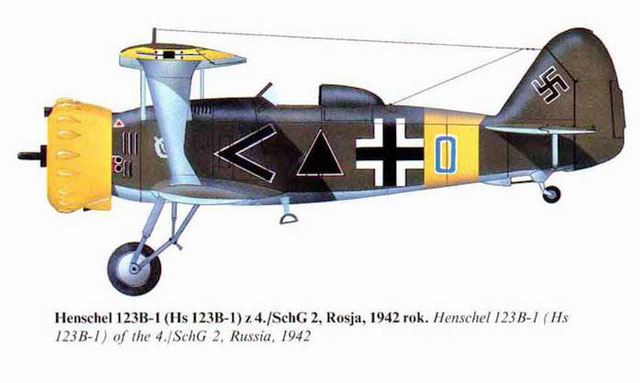 0
Henschel 123B-1 (Hs 123B-1) z 4./SchG 2, Rosja, 1942 rok. Henschel 123B-1 (Hs
123B-1) of the 4./SchG 2, Russia, 1942